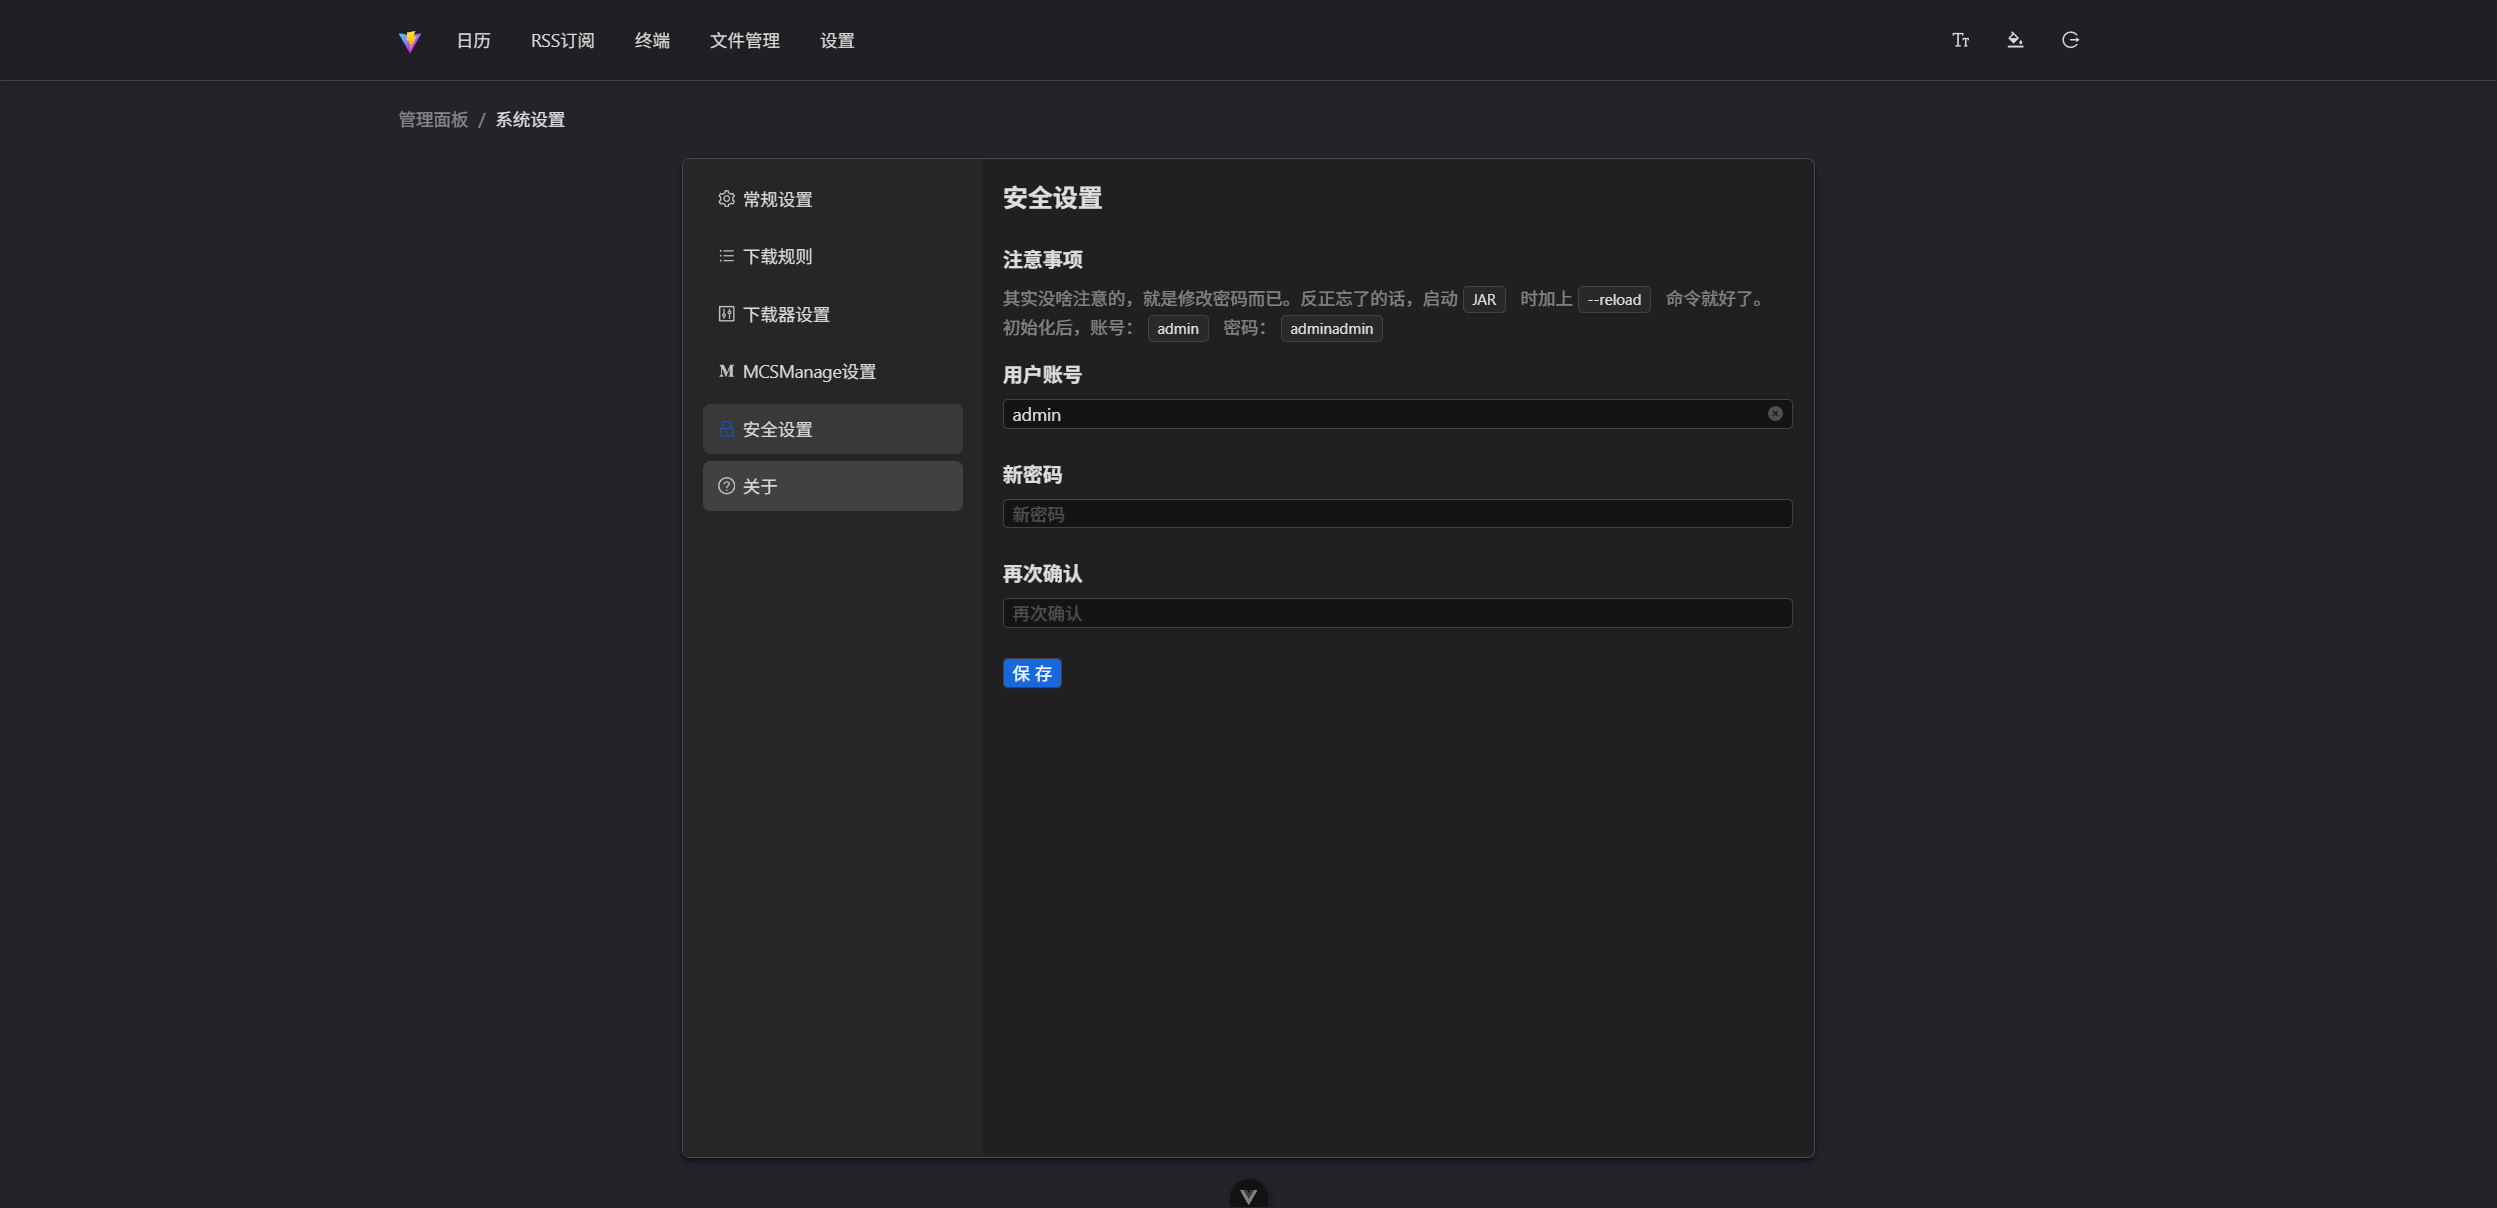 日历 RSS订阅 终端 文件管理 设置
管理面板 / 系统设置
常规设置
下载规则
下载器设置
MCSManage设置
安全设置
关于
安全设置
注意事项
其实没啥注意的，就是修改密码而已。反正忘了的话，启动 JAR 时加上 --reload 命令就好了。
初始化后，账号： admin 密码： adminadmin
用户账号
admin
新密码
新密码
再次确认
再次确认
保 存